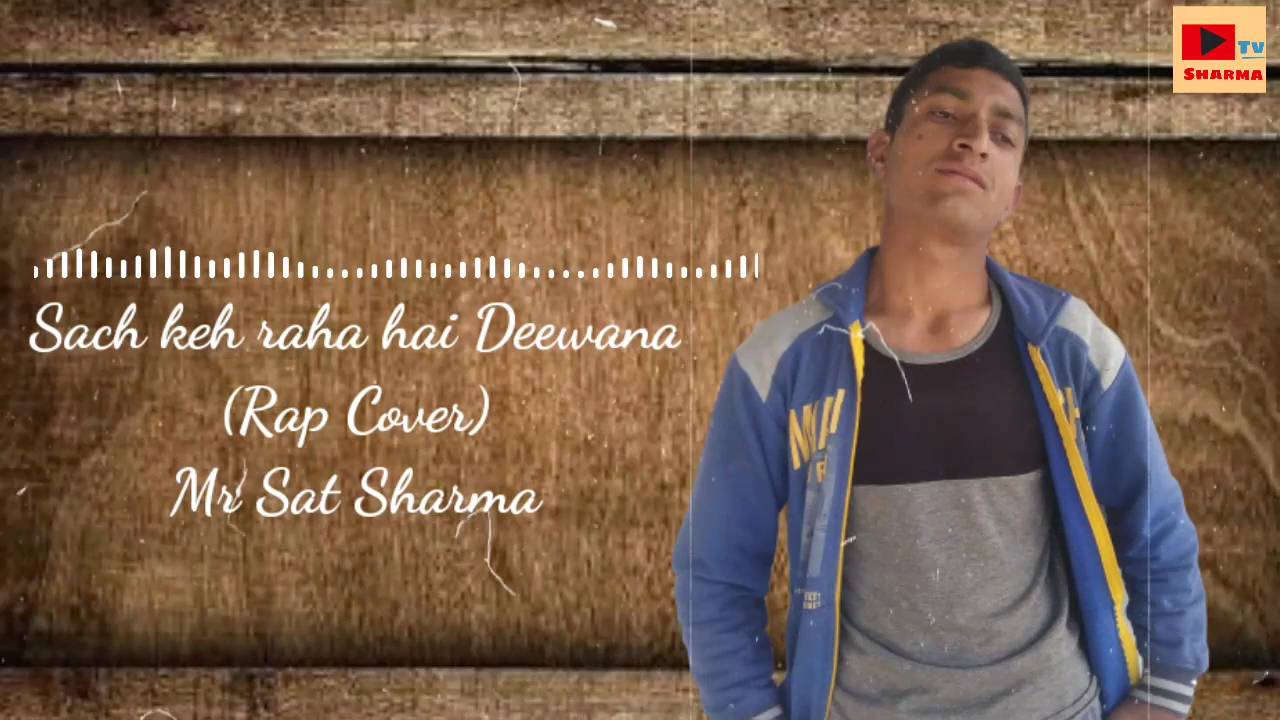 Tv
SHARMA
Sach keh raha hai Deewana
(Rap Cover)
Mr Sat Sharma